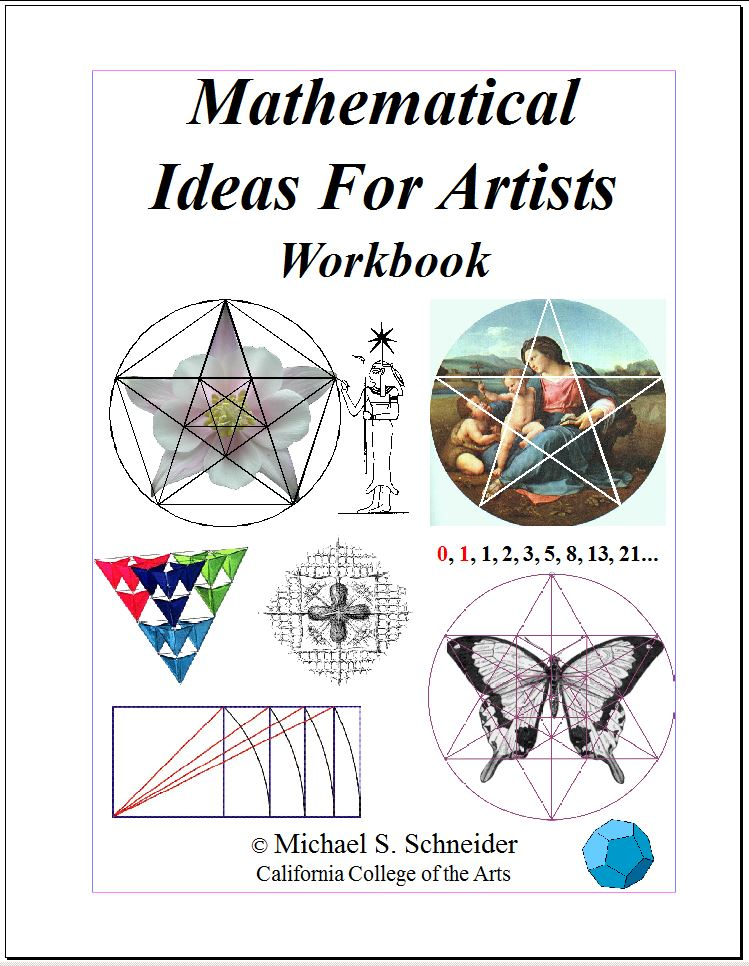 Mathematical
Ideas For Artists
Workbook
0, 1, 1, 2, 3, 5, 8, 13, 21...
© Michael S. Schneider
California College of the Arts